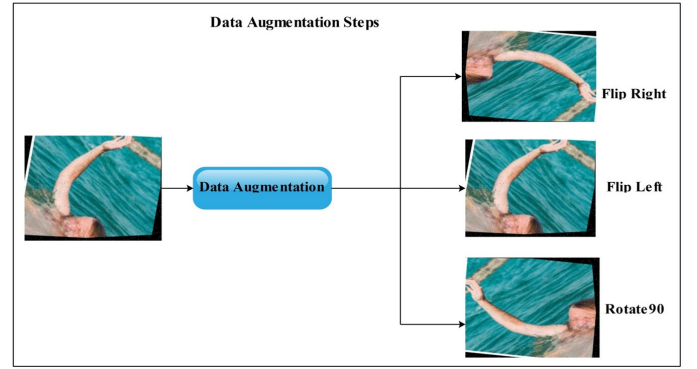 Data Augmentation Steps
Flip Right
Data Augmentation
Flip Left
Rotate90